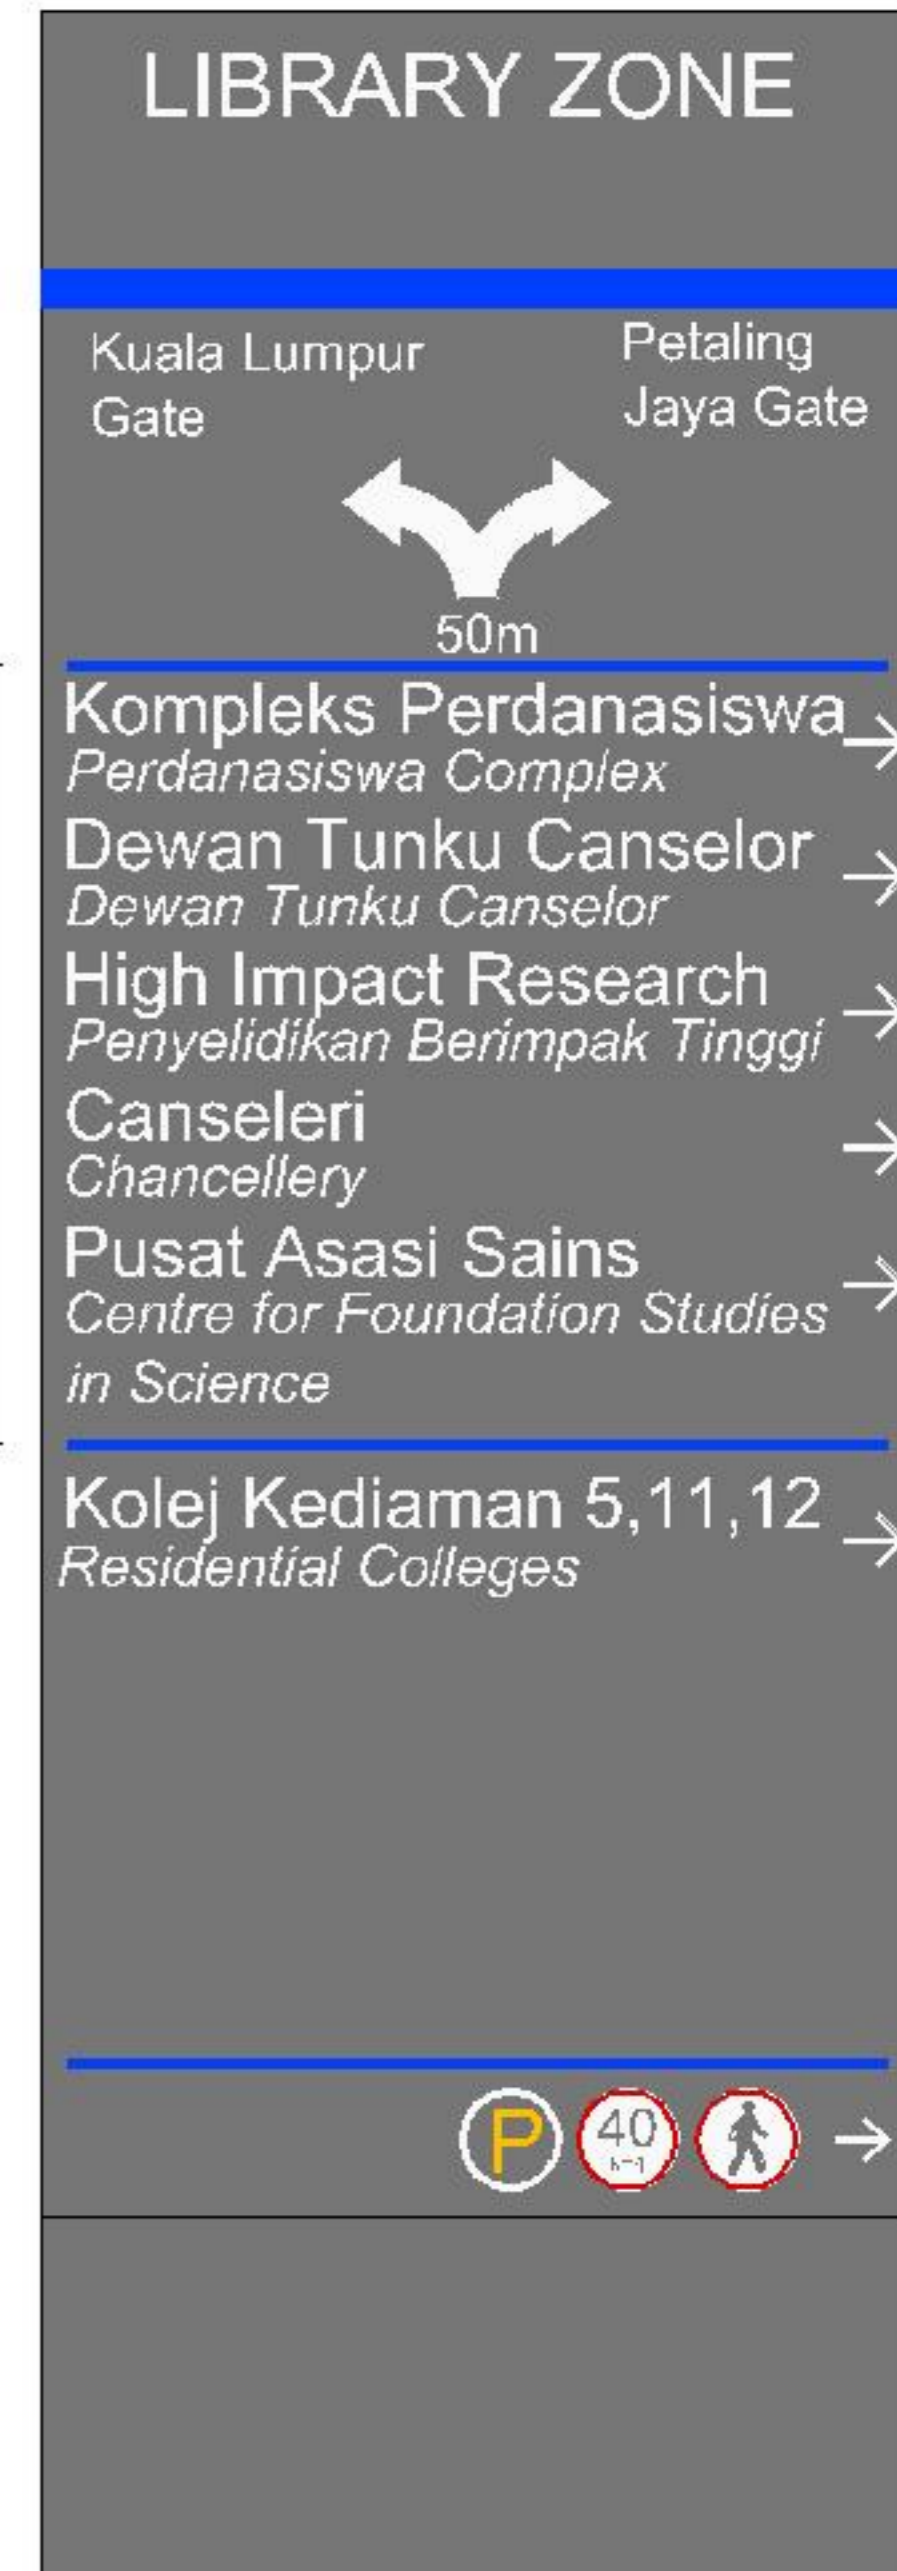 LIBRARY ZONE
Kuala Lumpur
Gate
Petaling
Jaya Gate
50m
Kompleks Perdanasiswa
Perdanasiswa Complex
Dewan Tunku Canselor
Dewan Tunku Canselor
High Impact Research
Penyelidikan Berimpak Tinggi
Canseleri
Chancellery
Pusat Asasi Sains
Centre for Foundation Studies
in Science
Kolej Kediaman 5,11,12
Residential Colleges
P
40